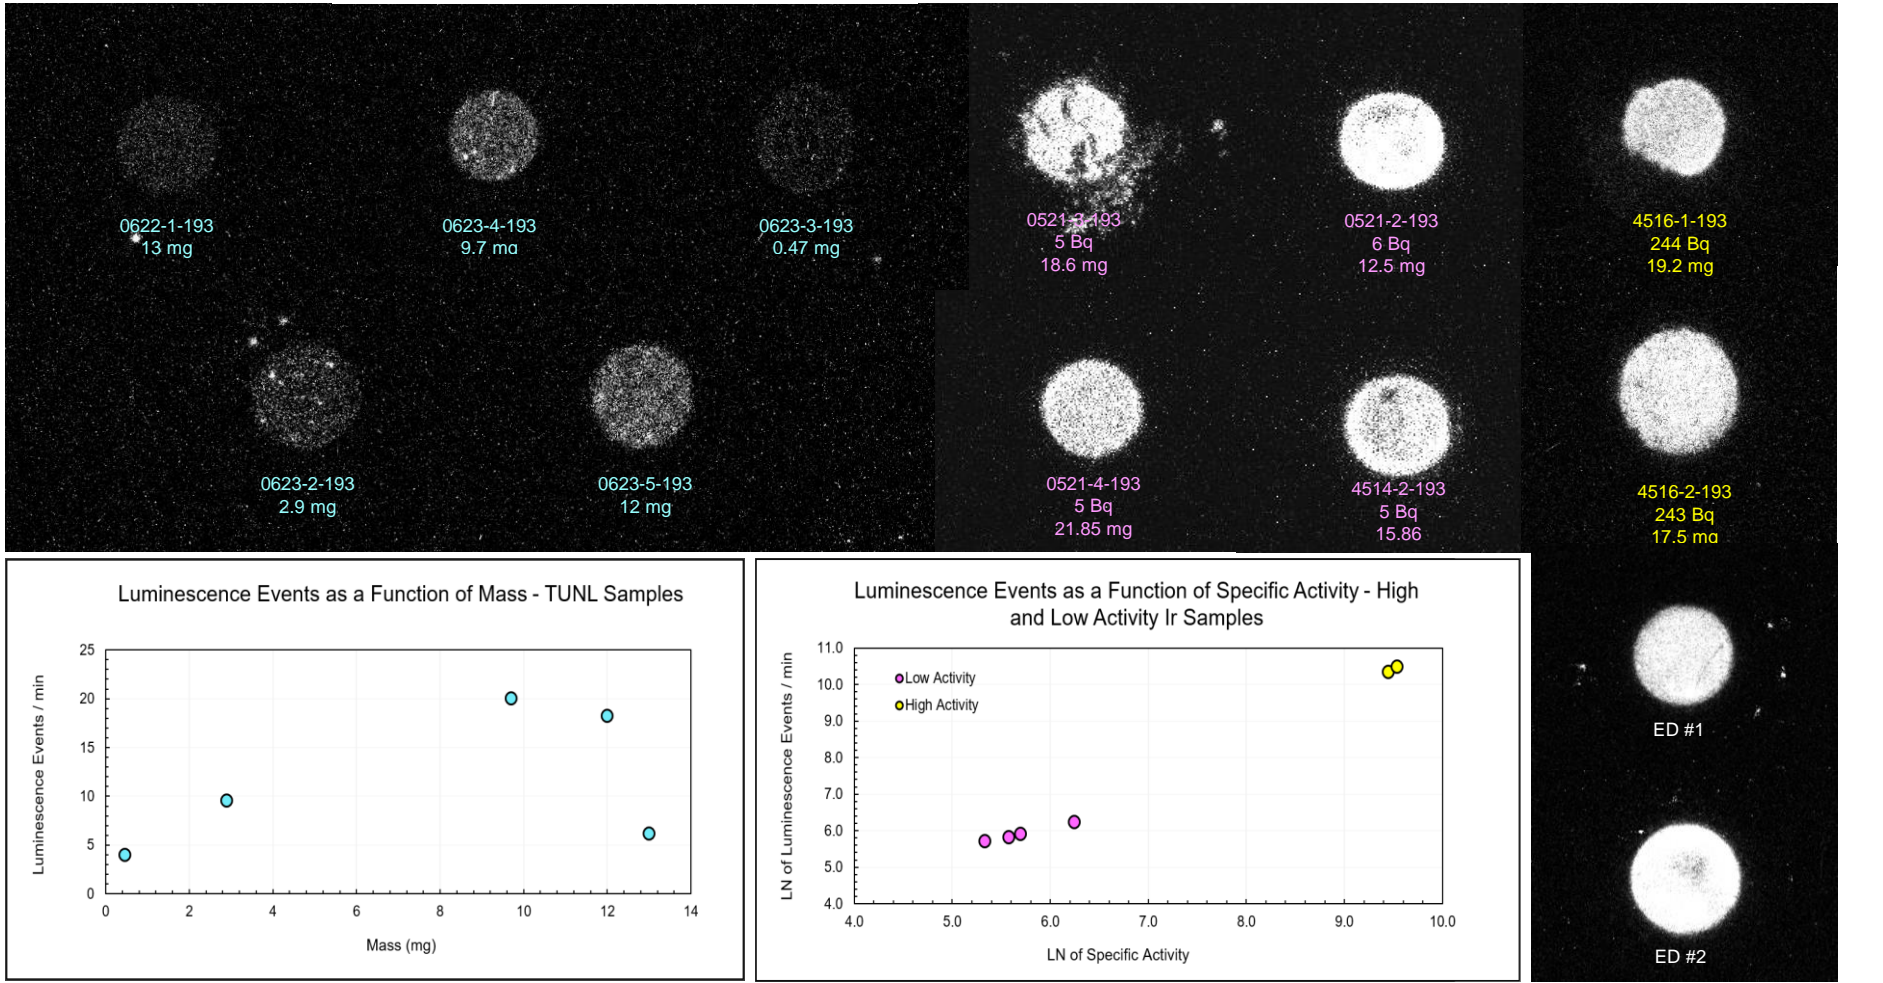 0622-1-193
13 mg
0623-4-193
9.7 mg
0623-3-193
0.47 mg
0521-3-193
5 Bq
18.6 mg
0521-2-193
6 Bq
12.5 mg
4516-1-193
244 Bq
19.2 mg
0623-2-193
2.9 mg
0623-5-193
12 mg
0521-4-193
5 Bq
21.85 mg
4514-2-193
5 Bq
15.86
4516-2-193
243 Bq
17.5 mg
Luminescence Events as a Function of Mass - TUNL Samples
Luminescence Events / min
25
20
15
10
5
0
0 2 4 6 8 10 12 14
Mass (mg)
Luminescence Events as a Function of Specific Activity - High
and Low Activity Ir Samples
LN of Luminescence Events / min
11.0
10.0
9.0
8.0
7.0
6.0
5.0
4.0
Low Activity
High Activity
4.0 5.0 6.0 7.0 8.0 9.0 10.0
LN of Specific Activity
ED #1
ED #2